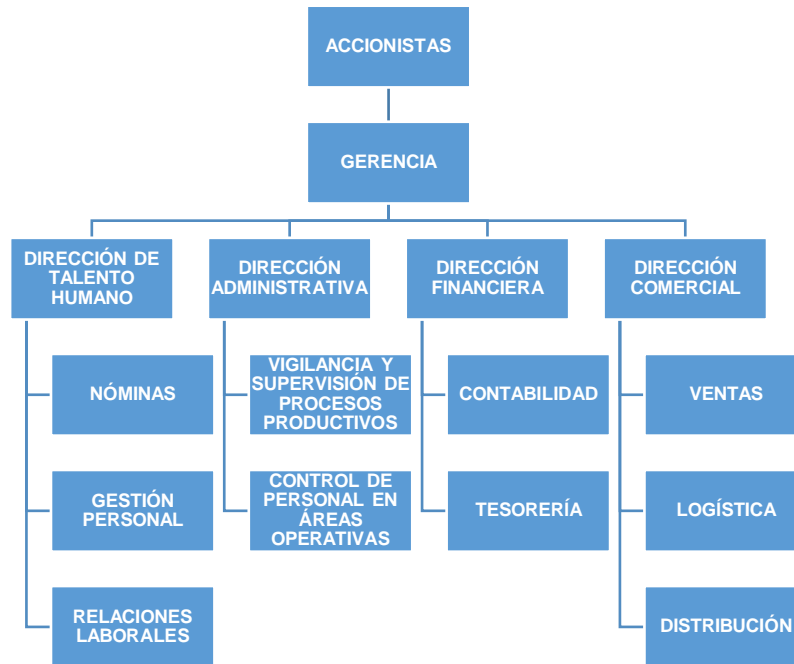 ACCIONISTAS
GERENCIA
DIRECCIÓN DE
TALENTO
HUMANO
DIRECCIÓN
ADMINISTRATIVA
DIRECCIÓN
FINANCIERA
DIRECCIÓN
COMERCIAL
NÓMINAS
VIGILANCIA Y
SUPERVISIÓN DE
PROCESOS
PRODUCTIVOS
CONTABILIDAD
VENTAS
GESTIÓN
PERSONAL
CONTROL DE
PERSONAL EN
ÁREAS
OPERATIVAS
TESORERÍA
LOGÍSTICA
RELACIONES
LABORALES
DISTRIBUCIÓN